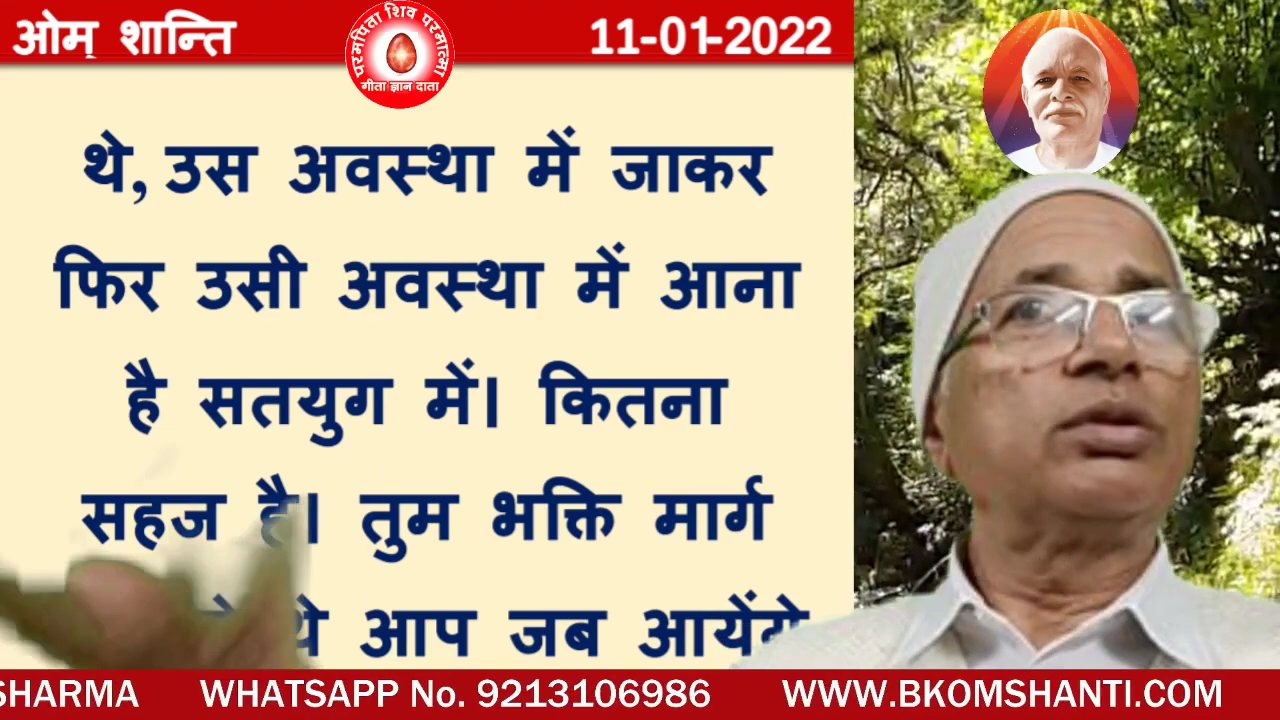 ओम् शान्ति
परमपिता शिव परमात्मा
गीता ज्ञान दाता
11-01-2022
थे, उस अवस्था में जाकर
फिर उसी अवस्था में आना
है सतयुग में। कितना
सहज है। तुम भक्ति मार्ग
थे आप जब आयेंगे
SHARMA WHATSAPP No. 9213106986 WWW.BKOMSHANTI.COM